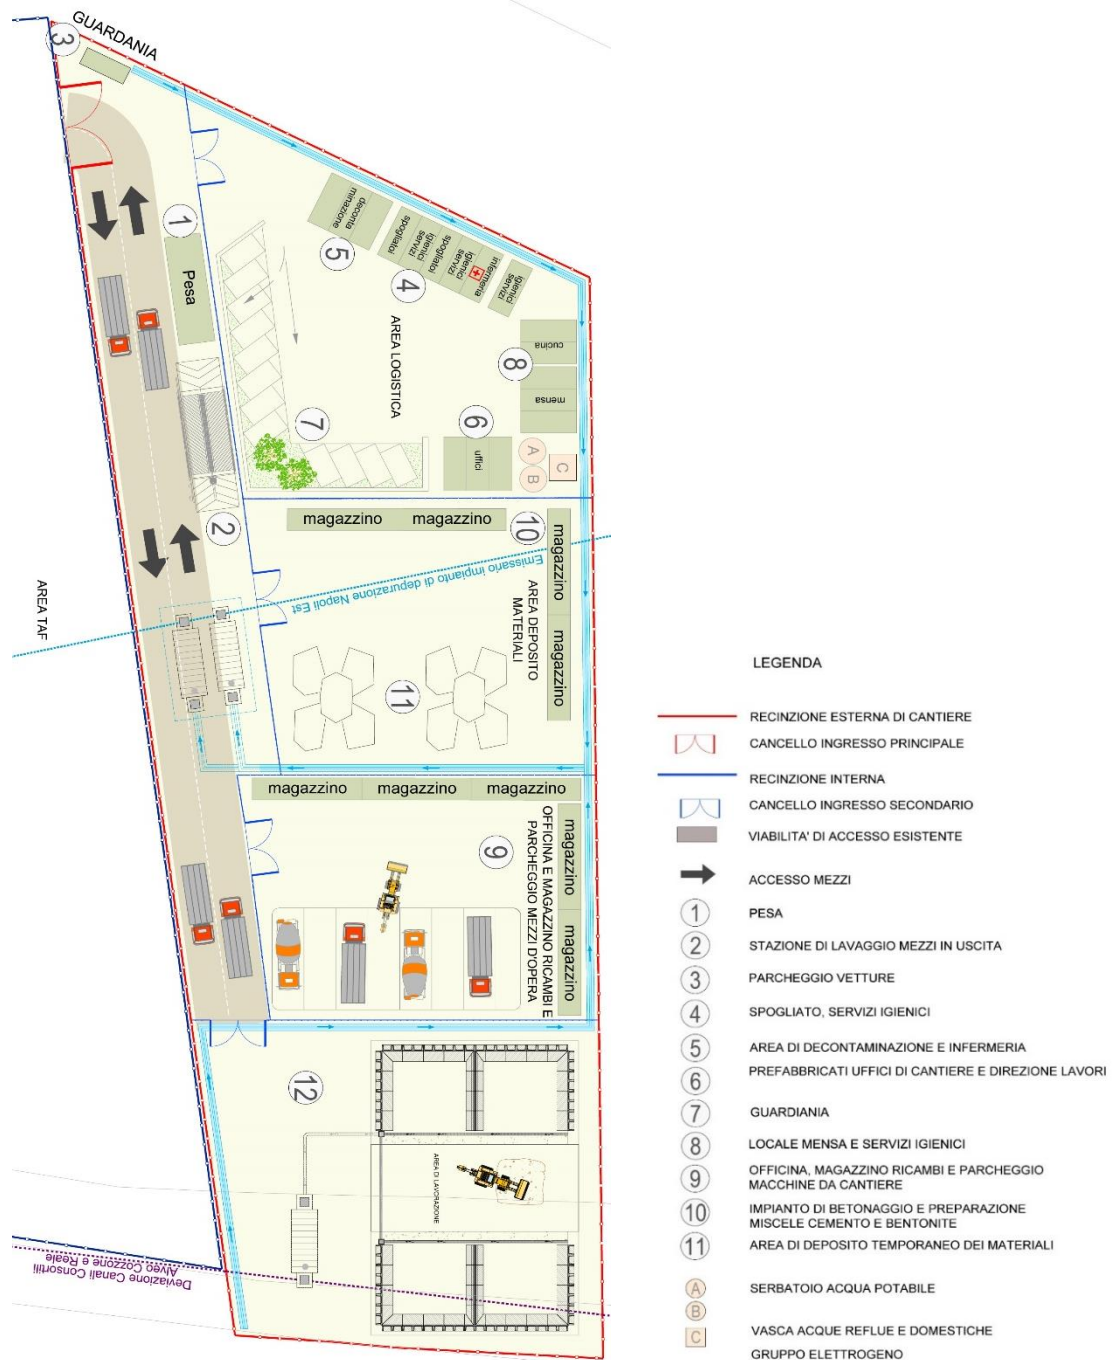 GUARDANIA
3
1
Pesa
deconta
minazione
5
spogliatoi
servizi
igienici
spogliatoi
servizi
igienici
infermeria
4
servizi
igienici
cucina
8
mensa
AREA LOGISTICA
7
6
uffici
A
B
C
2
magazzino
magazzino
10
magazzino
magazzino
Emissario impianto di depurazione Napoli Est
AREA DEPOSITO
MATERIALI
AREA TAF
11
magazzino
magazzino
magazzino
magazzino
magazzino
9
OFFICINA E MAGAZZINO RICAMBI E
PARCHEGGIO MEZZI D'OPERA
12
AREA DI LAVORAZIONE
Deviazione Canali Consortili
Alveo Cozzone e Reale
LEGENDA
RECINZIONE ESTERNA DI CANTIERE
CANCELLO INGRESSO PRINCIPALE
RECINZIONE INTERNA
CANCELLO INGRESSO SECONDARIO
VIABILITA' DI ACCESSO ESISTENTE
ACCESSO MEZZI
1 PESA
2 STAZIONE DI LAVAGGIO MEZZI IN USCITA
3 PARCHEGGIO VETTURE
4 SPOGLIATO, SERVIZI IGIENICI
5 AREA DI DECONTAMINAZIONE E INFERMERIA
6 PREFABBRICATI UFFICI DI CANTIERE E DIREZIONE LAVORI
7 GUARDIANIA
8 LOCALE MENSA E SERVIZI IGIENICI
9 OFFICINA, MAGAZZINO RICAMBI E PARCHEGGIO
MACCHINE DA CANTIERE
10 IMPIANTO DI BETONAGGIO E PREPARAZIONE
MISCELE CEMENTO E BENTONITE
11 AREA DI DEPOSITO TEMPORANEO DEI MATERIALI
A SERBATOIO ACQUA POTABILE
B
C VASCA ACQUE REFLUE E DOMESTICHE
GRUPPO ELETTROGENO